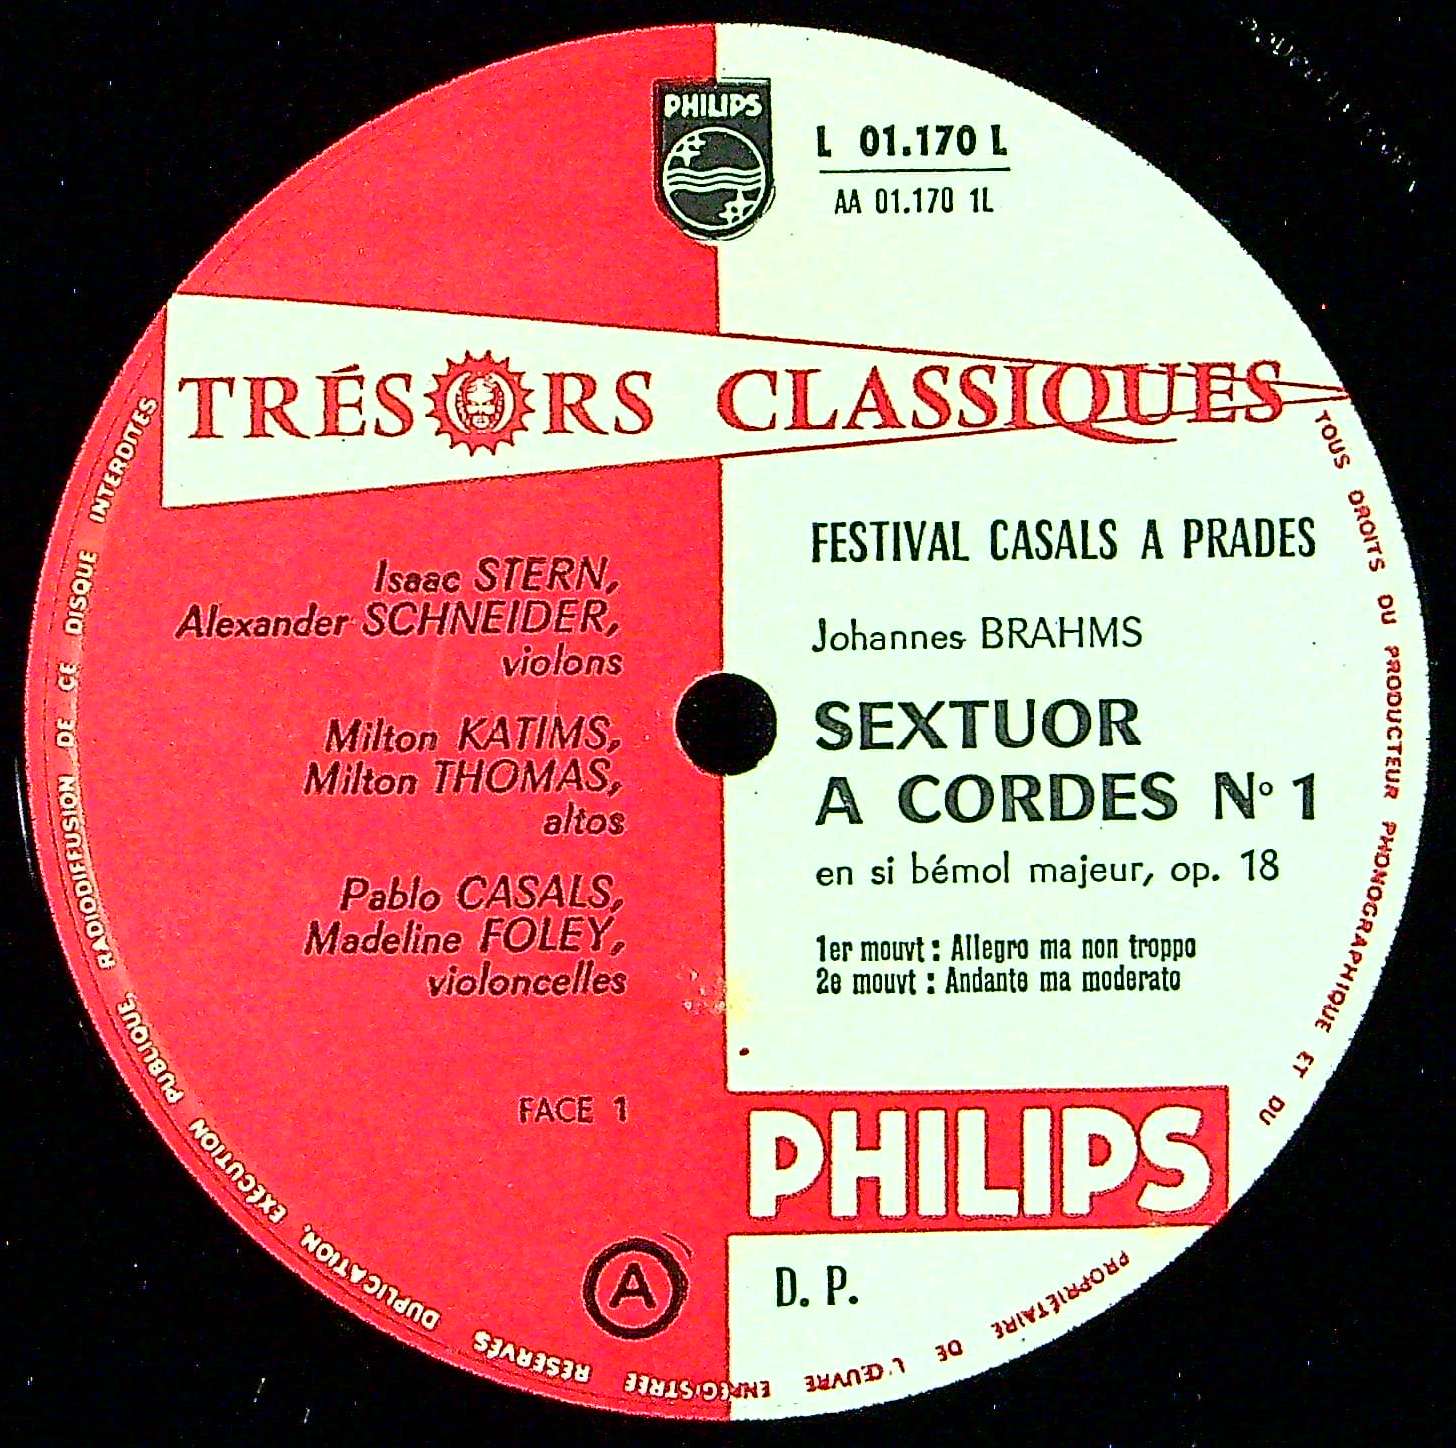 PHILIPS
L 01.170 L
AA 01.170 1L
TRÉSORS CLASSIQUES
FESTIVAL CASALS A PRADES
Johannes BRAHMS
SEXTUOR
A CORDES N° 1
en si bémol majeur, op. 18
1er mouvt : Allegro ma non troppo
2e mouvt : Andante ma moderato
Isaac STERN,
Alexander SCHNEIDER,
violons
Milton KATIMS,
Milton THOMAS,
altos
Pablo CASALS,
Madeline FOLEY,
violoncelles
FACE 1
PHILIPS
A
D. P.
TOUS DROITS DU PRODUCTEUR PHONOGRAPHIQUE ET DU PROPRIÉTAIRE DE L'ŒUVRE ENREGISTRÉE RÉSERVÉS DUPLICATION, EXÉCUTION PUBLIQUE, RADIODIFFUSION DE CE DISQUE INTERDITES